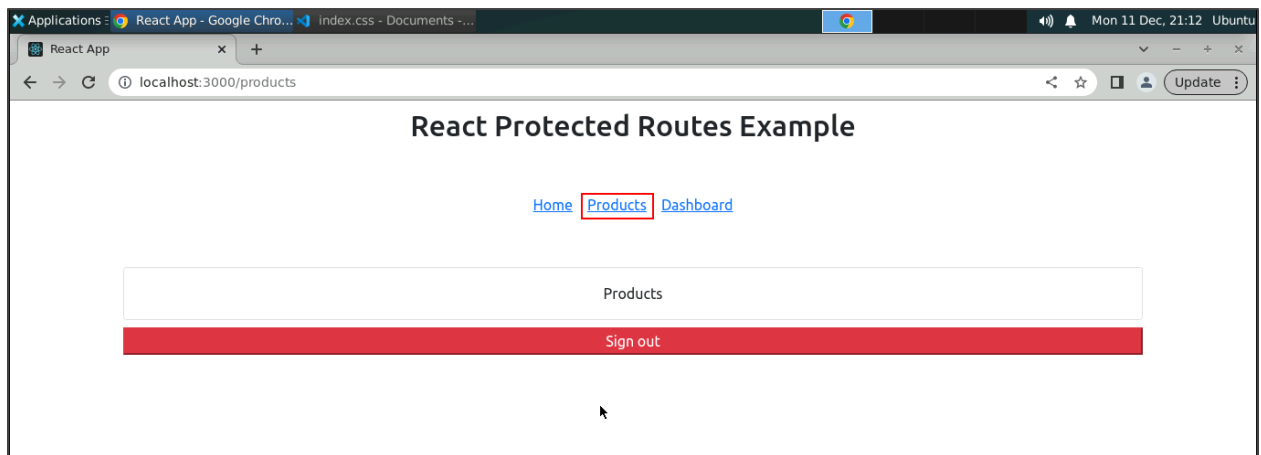 Applications React App - Google Chro... index.css - Documents -... Mon 11 Dec, 21:12 Ubuntu
React App
localhost:3000/products Update
React Protected Routes Example
Home Products Dashboard
Products
Sign out